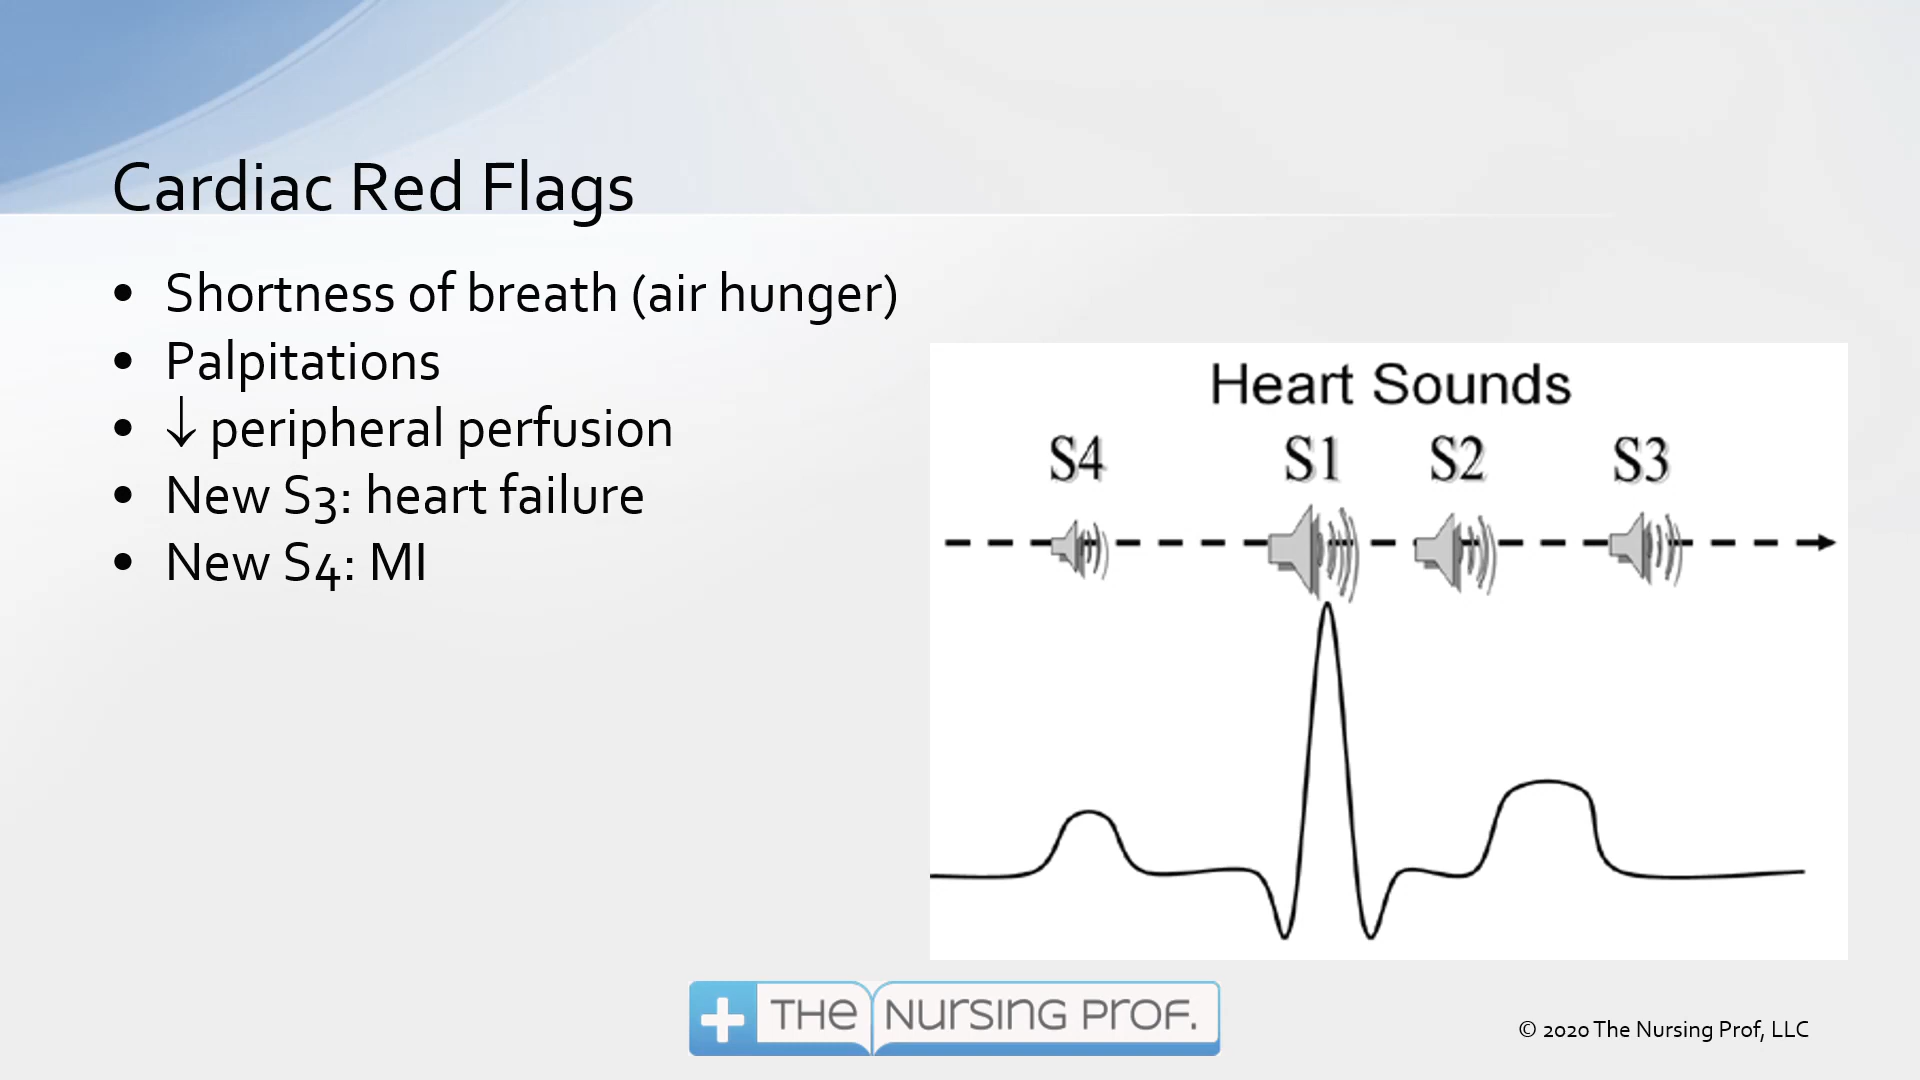 Cardiac Red Flags
• Shortness of breath (air hunger)
• Palpitations
• ↓ peripheral perfusion
• New S3: heart failure
• New S4: MI
Heart Sounds
S4 S1 S2 S3
THE NURSING PROF.
© 2020 The Nursing Prof, LLC